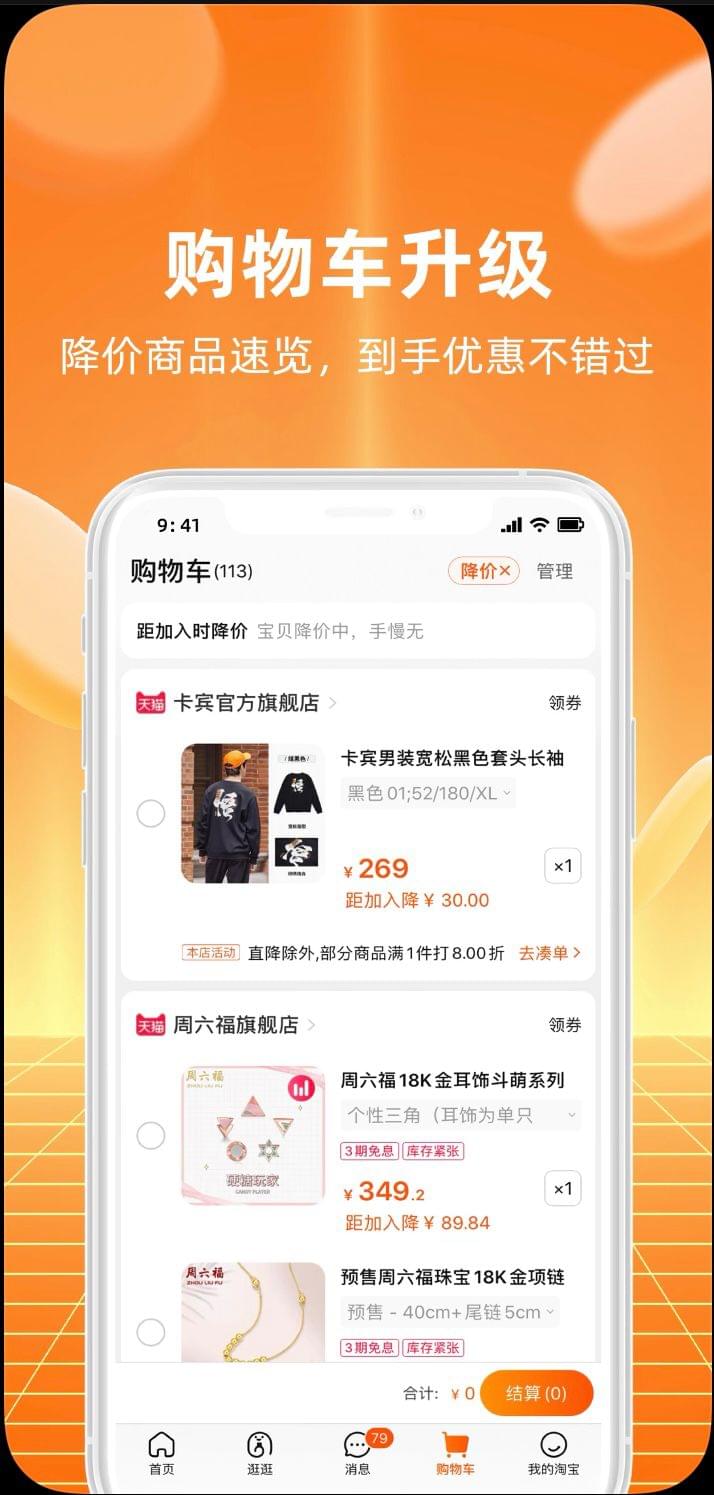 购物车升级
降价商品速览，到手优惠不错过
9:41
购物车(113)
降价×
管理
距加入时降价 宝贝降价中，手慢无
天猫 卡宾官方旗舰店 >
领券
/ 炫黑色 /
悟
卡宾男装宽松黑色套头长袖
黑色 01;52/180/XL
¥ 269
×1
距加入降 ¥ 30.00
本店活动 直降除外,部分商品满1件打8.00折 去凑单 >
天猫 周六福旗舰店 >
领券
周六福
ZHOU LIU FU
硬糖玩家
CANDY PLAYER
周六福18K金耳饰斗萌系列
个性三角（耳饰为单只
3期免息 库存紧张
¥ 349.2
×1
距加入降 ¥ 89.84
周六福
ZHOU LIU FU
预售周六福珠宝18K金项链
预售 - 40cm+尾链5cm
3期免息 库存紧张
合计: ¥ 0
结算(0)
79
首页
逛逛
消息
购物车
我的淘宝